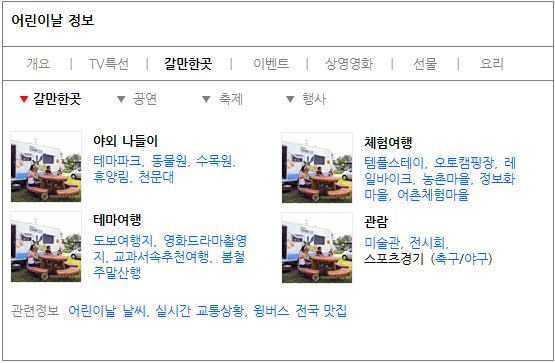 어린이날 정보
개요 | TV특선 | 갈만한곳 | 이벤트 | 상영영화 | 선물 | 요리
▼ 갈만한곳 ▼ 공연 ▼ 축제 ▼ 행사
야외 나들이
테마파크, 동물원, 수목원,
휴양림, 천문대
체험여행
템플스테이, 오토캠핑장, 레
일바이크, 농촌마을, 정보화
마을, 어촌체험마을
테마여행
도보여행지, 영화드라마촬영
지, 교과서속추천여행, 봄철
주말산행
관람
미술관, 전시회,
스포츠경기 (축구/야구)
관련정보 어린이날 날씨, 실시간 교통상황, 윙버스 전국 맛집